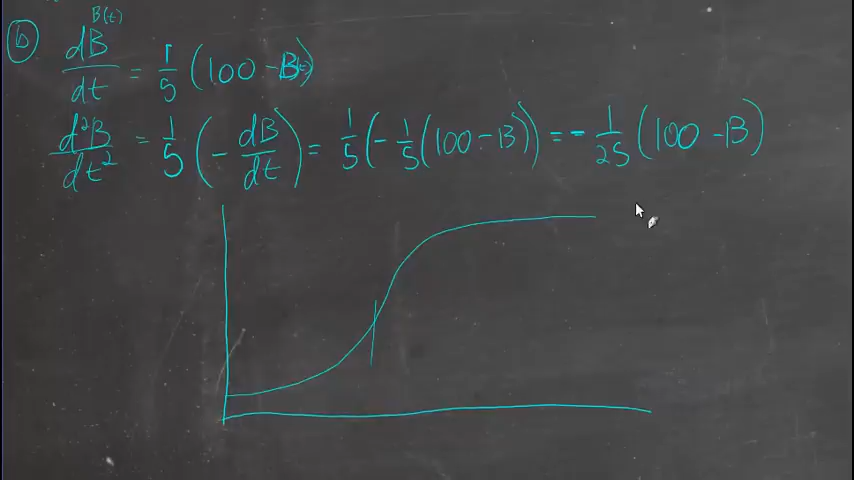 B(t)
(b) dB/dt = 1/5 (100 - B(t))
d²B/dt² = 1/5 (- dB/dt) = 1/5 (- 1/5 (100 - B)) = - 1/25 (100 - B)